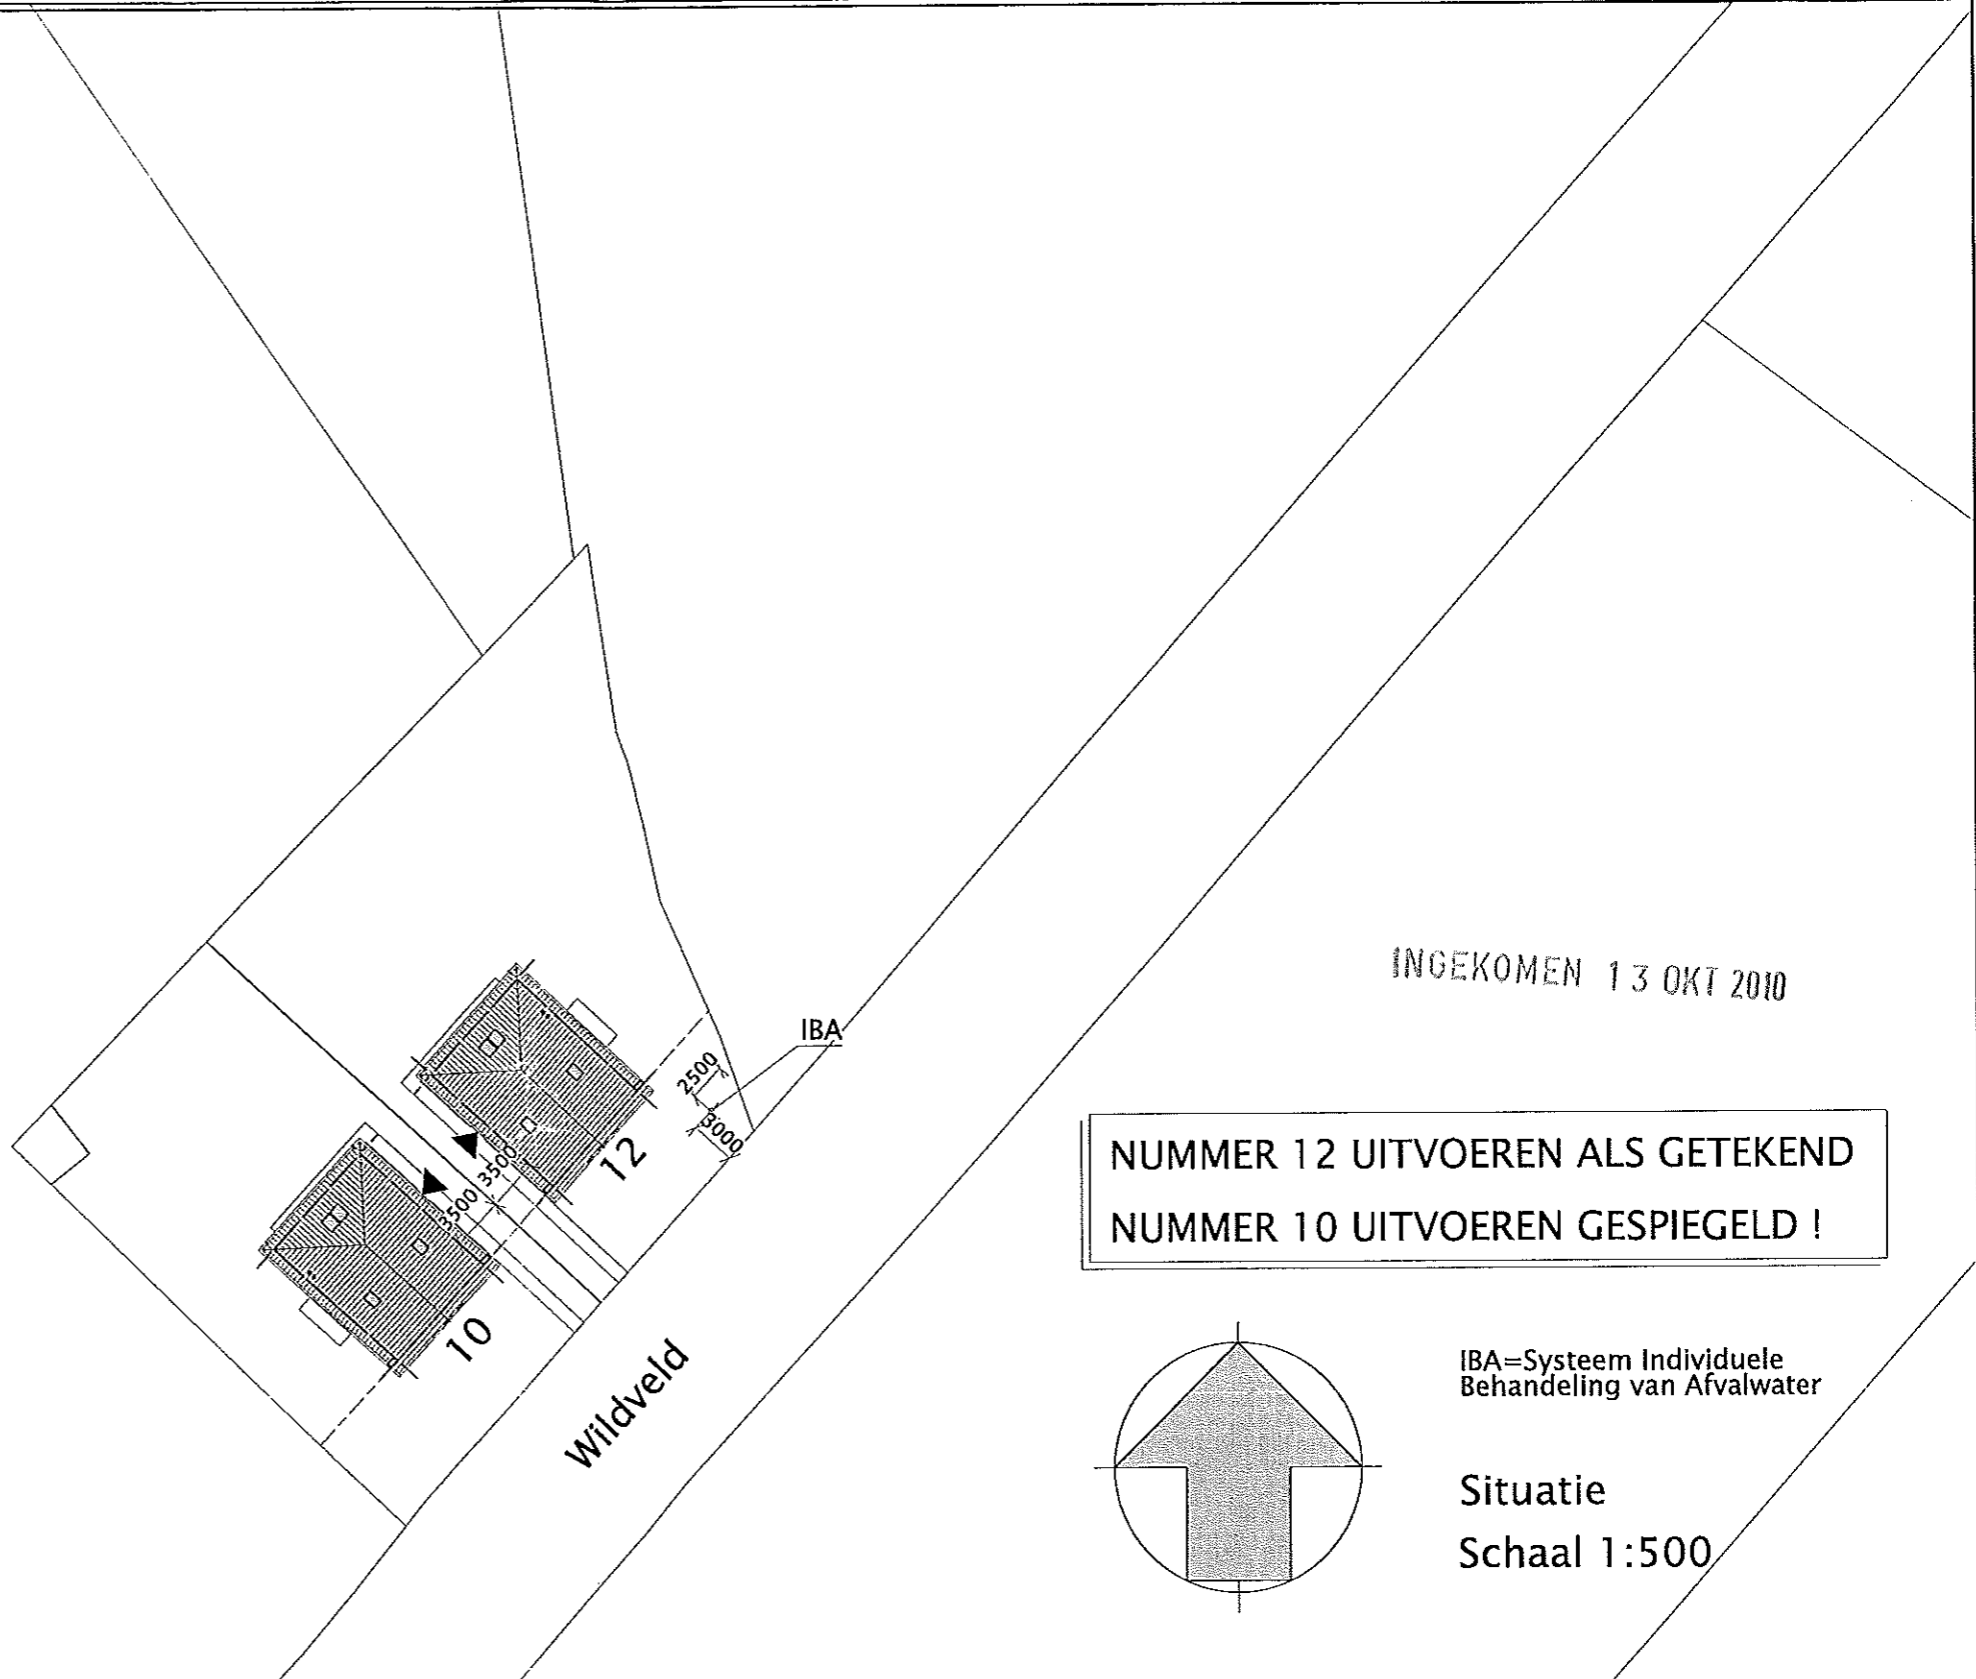 IBA
2500
3000
3500
3500
12
10
Wildveld
INGEKOMEN 13 OKT 2010
NUMMER 12 UITVOEREN ALS GETEKEND
NUMMER 10 UITVOEREN GESPIEGELD !
IBA=Systeem Individuele
Behandeling van Afvalwater
Situatie
Schaal 1:500